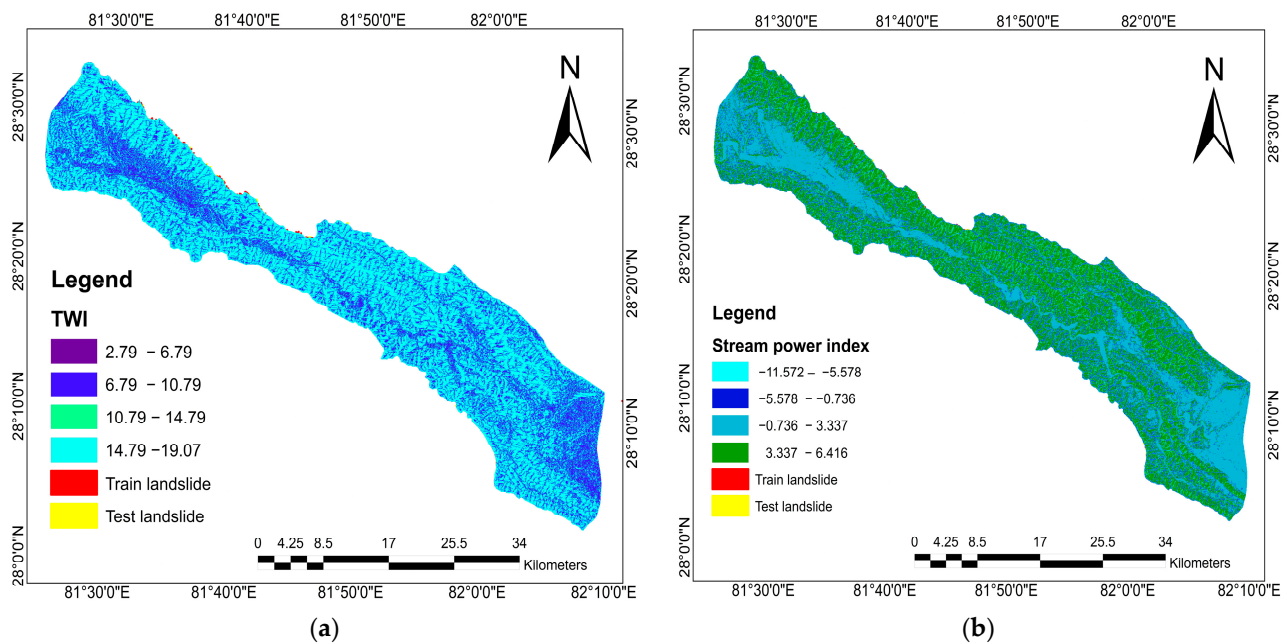 81°30'0"E 81°40'0"E 81°50'0"E 82°0'0"E
N
28°30'0"N
28°20'0"N
28°10'0"N
28°0'0"N
28°30'0"N
28°20'0"N
28°10'0"N
Legend
TWI
2.79 – 6.79
6.79 – 10.79
10.79 – 14.79
14.79 –19.07
Train landslide
Test landslide
0 4.25 8.5 17 25.5 34
Kilometers
81°30'0"E 81°40'0"E 81°50'0"E 82°0'0"E 82°10'0"E
(a)
81°30'0"E 81°40'0"E 81°50'0"E 82°0'0"E
N
28°30'0"N
28°20'0"N
28°10'0"N
28°0'0"N
28°30'0"N
28°20'0"N
28°10'0"N
Legend
Stream power index
−11.572 – −5.578
−5.578 – −0.736
−0.736 – 3.337
3.337 – 6.416
Train landslide
Test landslide
0 4.25 8.5 17 25.5 34
Kilometers
81°30'0"E 81°40'0"E 81°50'0"E 82°0'0"E 82°10'0"E
(b)